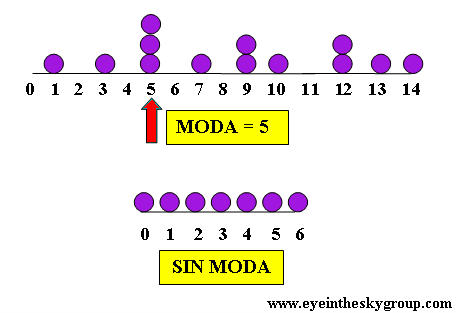 0 1 2 3 4 5 6 7 8 9 10 11 12 13 14
MODA = 5
0 1 2 3 4 5 6
SIN MODA
www.eyeintheskygroup.com